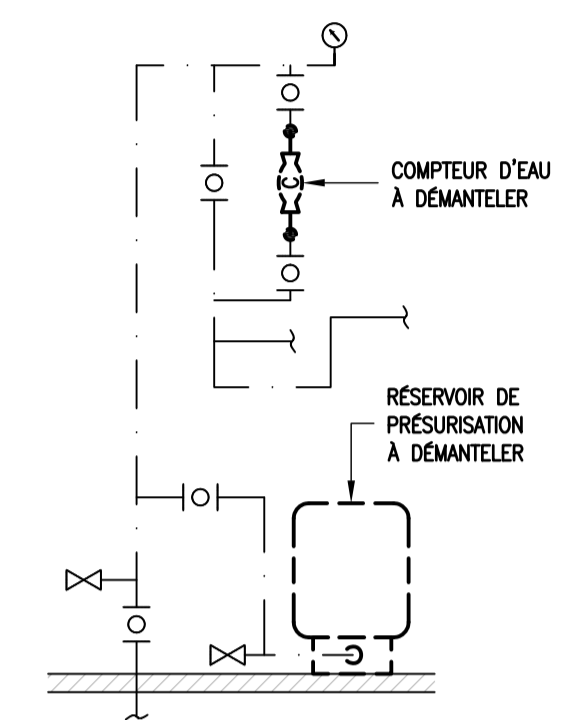 C
COMPTEUR D'EAU
À DÉMANTELER
RÉSERVOIR DE
PRÉSURISATION
À DÉMANTELER